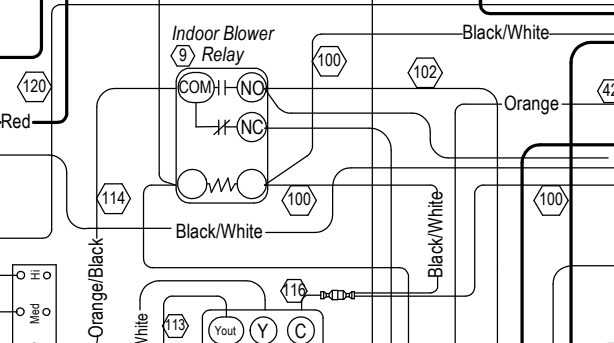 Indoor Blower
9 Relay
Black/White
100
102
120
COM
NO
42
Orange
Red
NC
114
100
100
Black/White
Black/White
Orange/Black
Hi
Med
116
113
Yout
Y
C